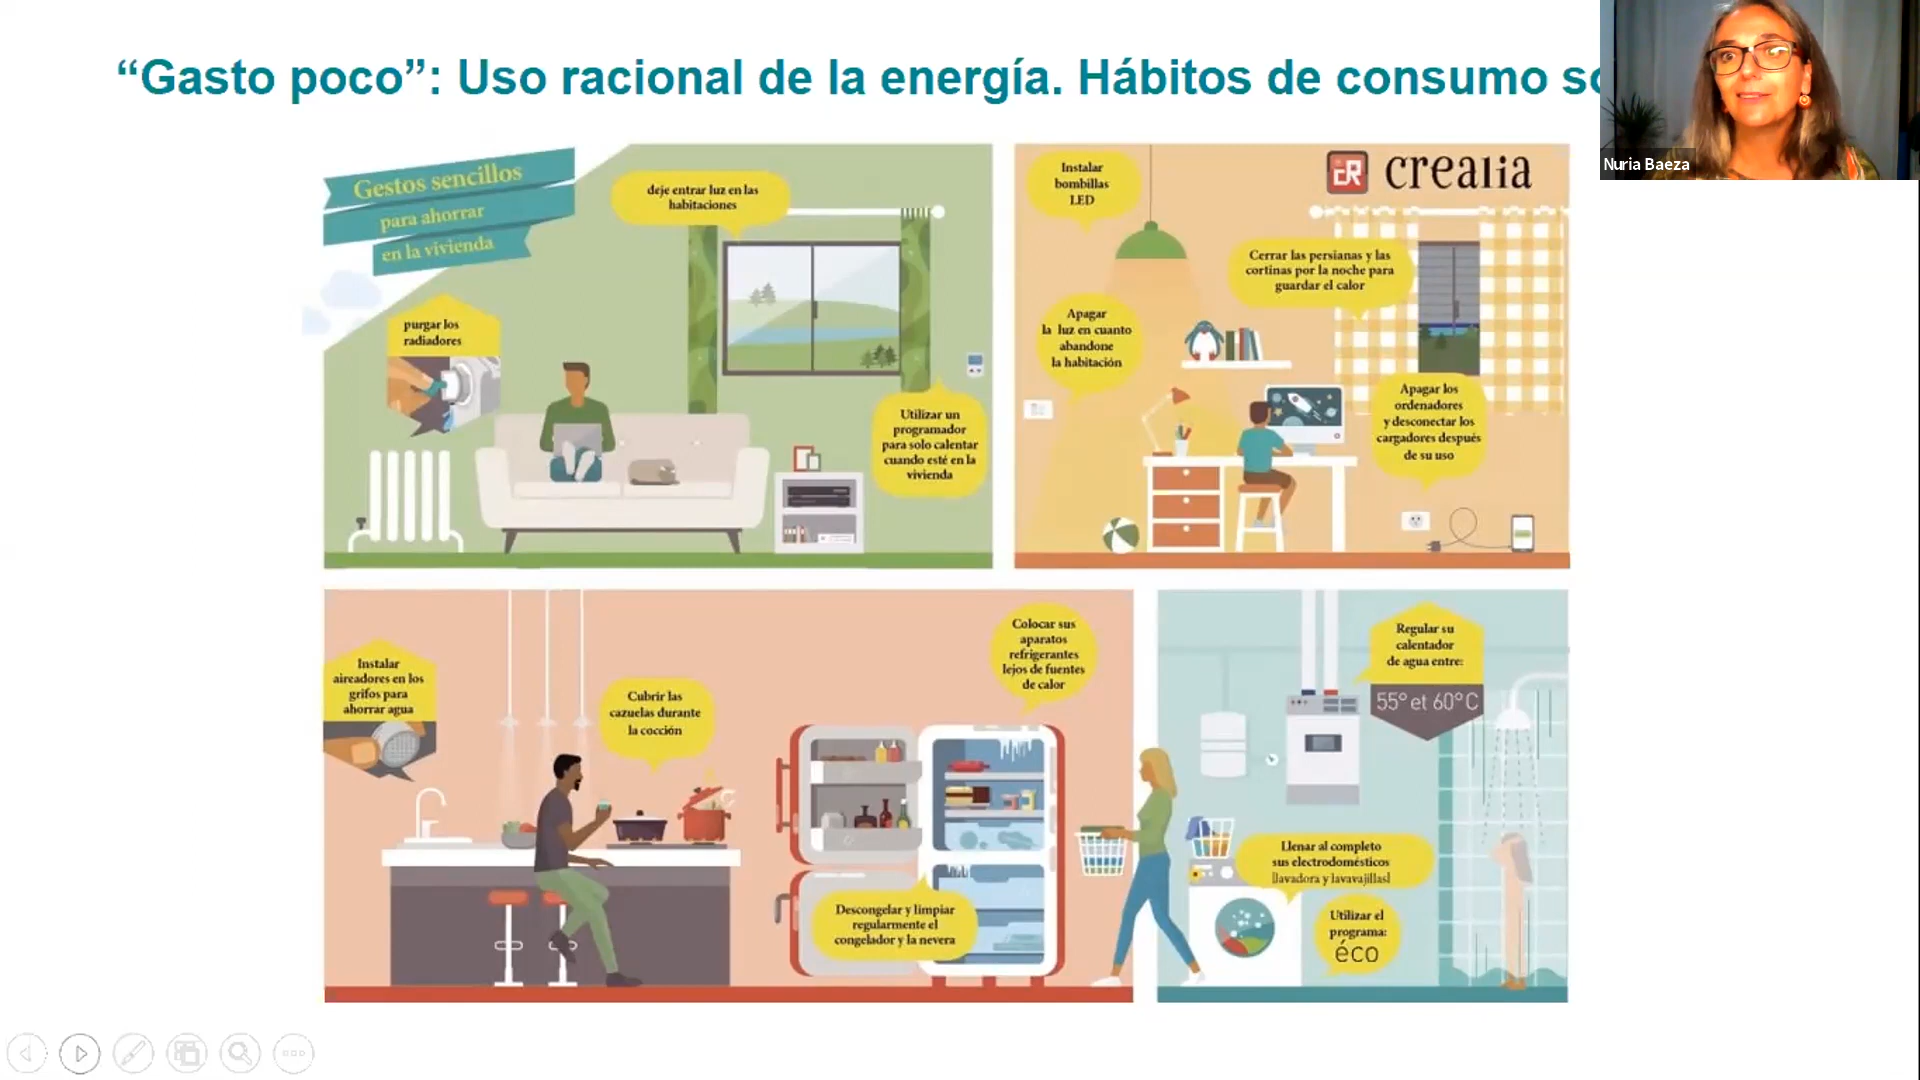 “Gasto poco”: Uso racional de la energía. Hábitos de consumo
Nuria Baeza
Gestos sencillos
para ahorrar
en la vivienda
deje entrar luz en las
habitaciones
purgar los
radiadores
Utilizar un
programador
para solo calentar
cuando esté en la
vivienda
Instalar
bombillas
LED
CR crealia
Cerrar las persianas y las
cortinas por la noche para
guardar el calor
Apagar
la luz en cuanto
abandone
la habitación
Apagar los
ordenadores
y desconectar los
cargadores después
de su uso
Instalar
aireadores en los
grifos para
ahorrar agua
Cubrir las
cazuelas durante
la cocción
Colocar sus
aparatos
refrigerantes
lejos de fuentes
de calor
Descongelar y limpiar
regularmente el
congelador y la nevera
Regular su
calentador
de agua entre:
55° et 60°C
Llenar al completo
sus electrodomésticos
[lavadora y lavavajillas]
Utilizar el
programa:
éco